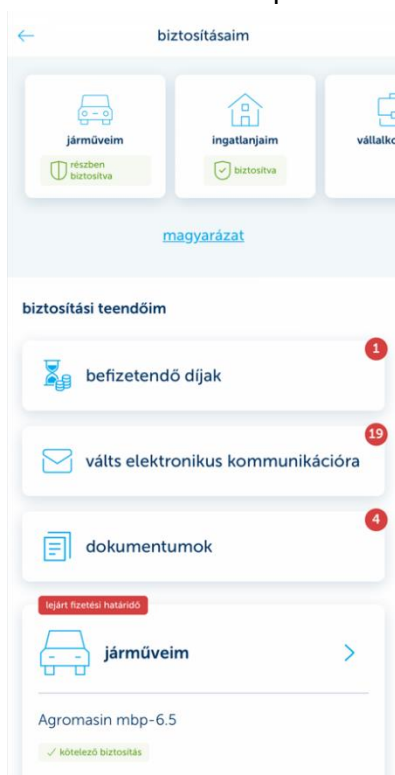 biztosításaim
járműveim
ingatlanjaim
részben
biztosítva
biztosítva
magyarázat
biztosítási teendőim
1
befizetendő díjak
19
válts elektronikus kommunikációra
4
dokumentumok
lejárt fizetési határidő
járműveim
Agromasin mbp-6.5
kötelező biztosítás